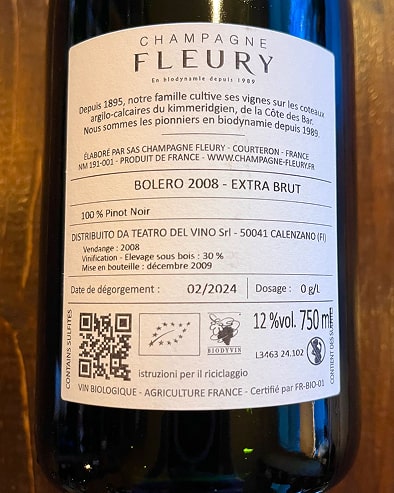 CHAMPAGNE
FLEURY
En biodynamie depuis 1989
Depuis 1895, notre famille cultive ses vignes sur les coteaux
argilo-calcaires du kimmeridgien, de la Côte des Bar.
Nous sommes les pionniers en biodynamie depuis 1989.
ÉLABORÉ PAR SAS CHAMPAGNE FLEURY - COURTERON - FRANCE
NM 191-001 - PRODUIT DE FRANCE - WWW.CHAMPAGNE-FLEURY.FR
BOLERO 2008 - EXTRA BRUT
100 % Pinot Noir
DISTRIBUITO DA TEATRO DEL VINO Srl - 50041 CALENZANO (FI)
Vendange : 2008
Vinification - Elevage sous bois : 30 %
Mise en bouteille : décembre 2009
Date de dégorgement : 02/2024 Dosage : 0 g/L
CONTAINS SULFITES
BIODYVIN
12 %vol. 750 ml
L3463 24.102
CONTIENT DES SULFITES
istruzioni per il riciclaggio
VIN BIOLOGIQUE - AGRICULTURE FRANCE - Certifié par FR-BIO-01